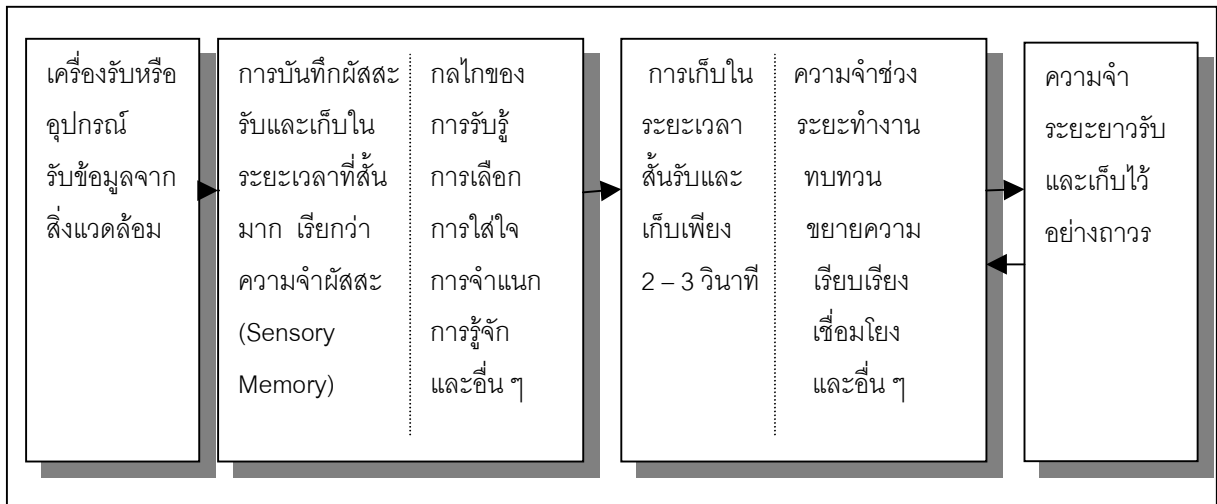 เครื่องรับหรือ
อุปกรณ์
รับข้อมูลจาก
สิ่งแวดล้อม
การบันทึกผัสสะ
รับและเก็บใน
ระยะเวลาที่สั้น
มาก เรียกว่า
ความจำผัสสะ
(Sensory
Memory)
กลไกของ
การรับรู้
การเลือก
การใส่ใจ
การจำแนก
การรู้จัก
และอื่น ๆ
การเก็บใน
ระยะเวลา
สั้นรับและ
เก็บเพียง
2 – 3 วินาที
ความจำช่วง
ระยะทำงาน
ทบทวน
ขยายความ
เรียบเรียง
เชื่อมโยง
และอื่น ๆ
ความจำ
ระยะยาวรับ
และเก็บไว้
อย่างถาวร